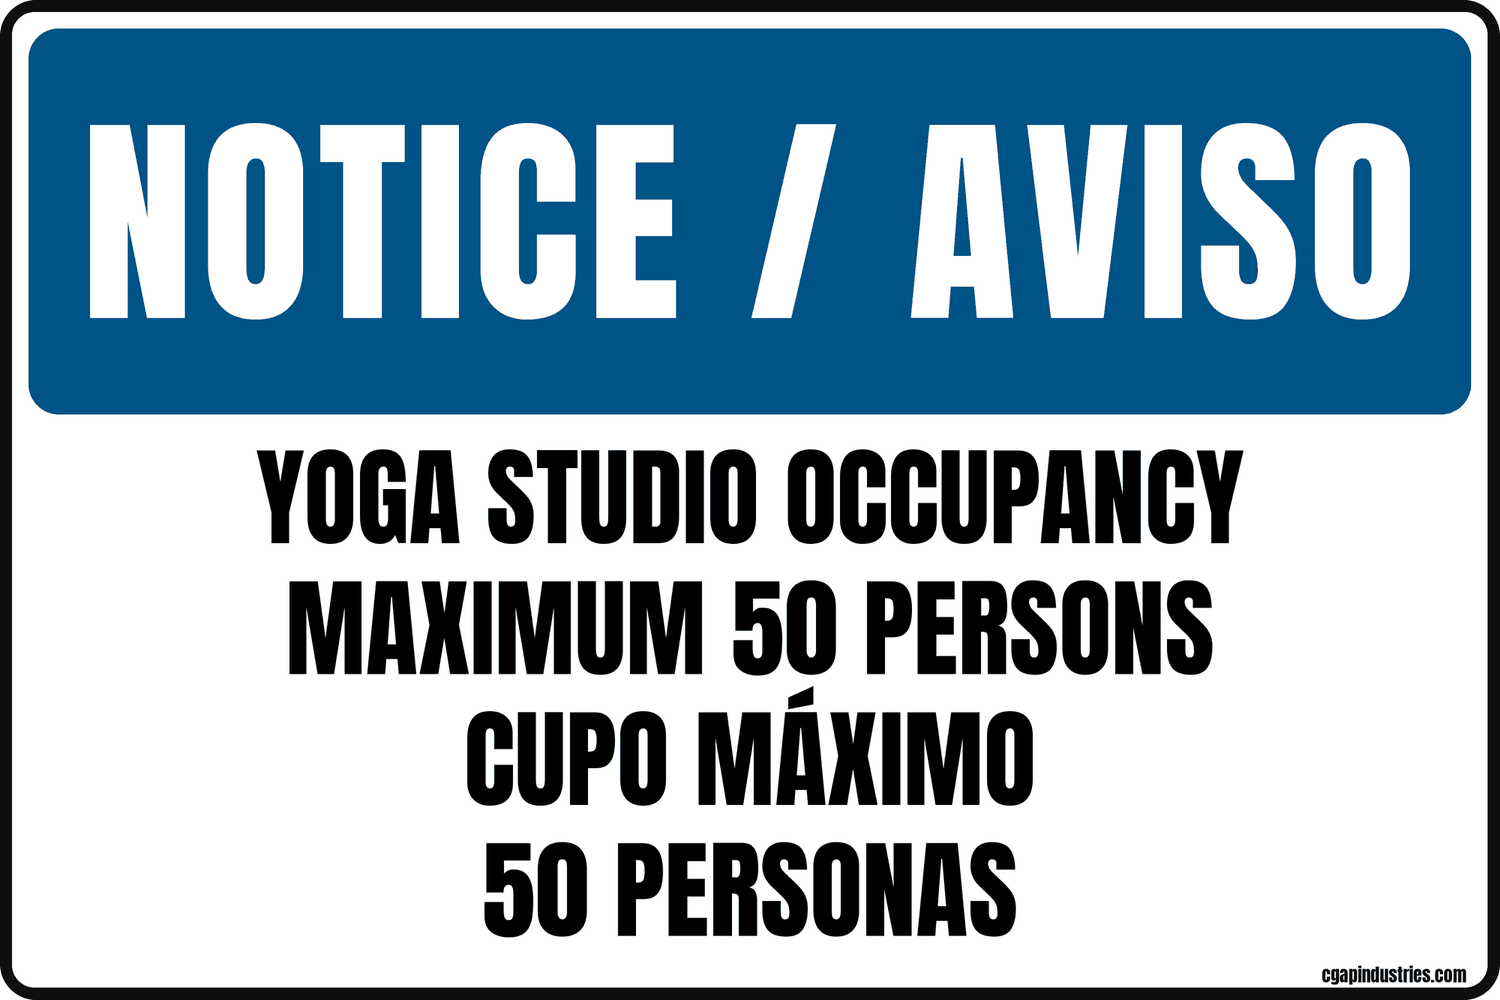 NOTICE / AVISO
YOGA STUDIO OCCUPANCY
MAXIMUM 50 PERSONS
CUPO MÁXIMO
50 PERSONAS
cgapindustries.com